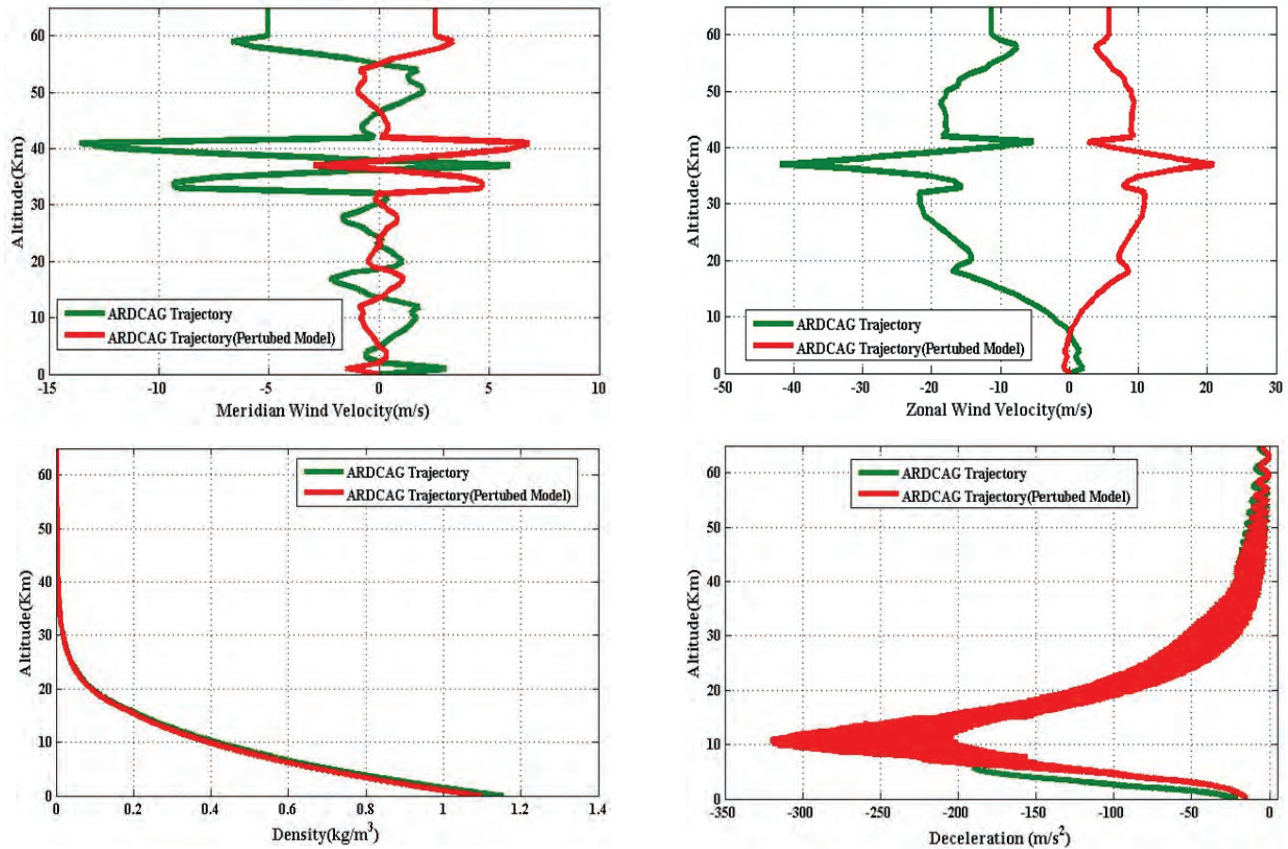 60
50
40
30
20
10
0
Altitude(Km)
ARDCAG Trajectory
ARDCAG Trajectory(Pertubed Model)
-15 -10 -5 0 5 10
Meridian Wind Velocity(m/s)
60
50
40
30
20
10
0
Altitude(Km)
ARDCAG Trajectory
ARDCAG Trajectory(Pertubed Model)
-50 -40 -30 -20 -10 0 10 20 30
Zonal Wind Velocity(m/s)
60
50
40
30
20
10
0
Altitude(Km)
ARDCAG Trajectory
ARDCAG Trajectory(Pertubed Model)
0 0.2 0.4 0.6 0.8 1 1.2 1.4
Density(kg/m³)
60
50
40
30
20
10
0
Altitude(Km)
ARDCAG Trajectory
ARDCAG Trajectory(Pertubed Model)
-350 -300 -250 -200 -150 -100 -50 0
Deceleration (m/s²)